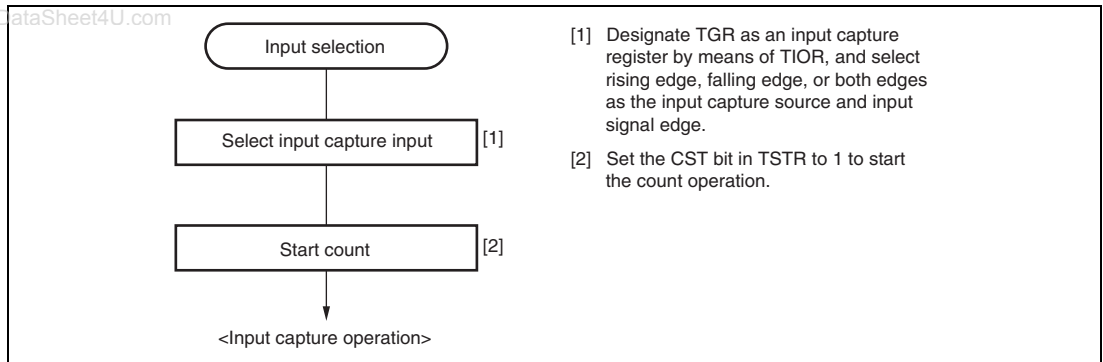 DataSheet4U.com
Input selection
Select input capture input
[1]
Start count
[2]
<Input capture operation>
[1] Designate TGR as an input capture
register by means of TIOR, and select
rising edge, falling edge, or both edges
as the input capture source and input
signal edge.
[2] Set the CST bit in TSTR to 1 to start
the count operation.